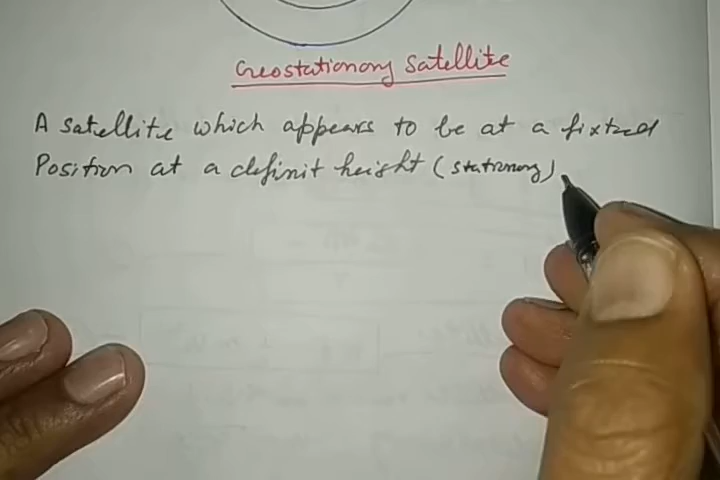 Geostationary Satellite
A satellite which appears to be at a fixted
Position at a definit height (stationary)